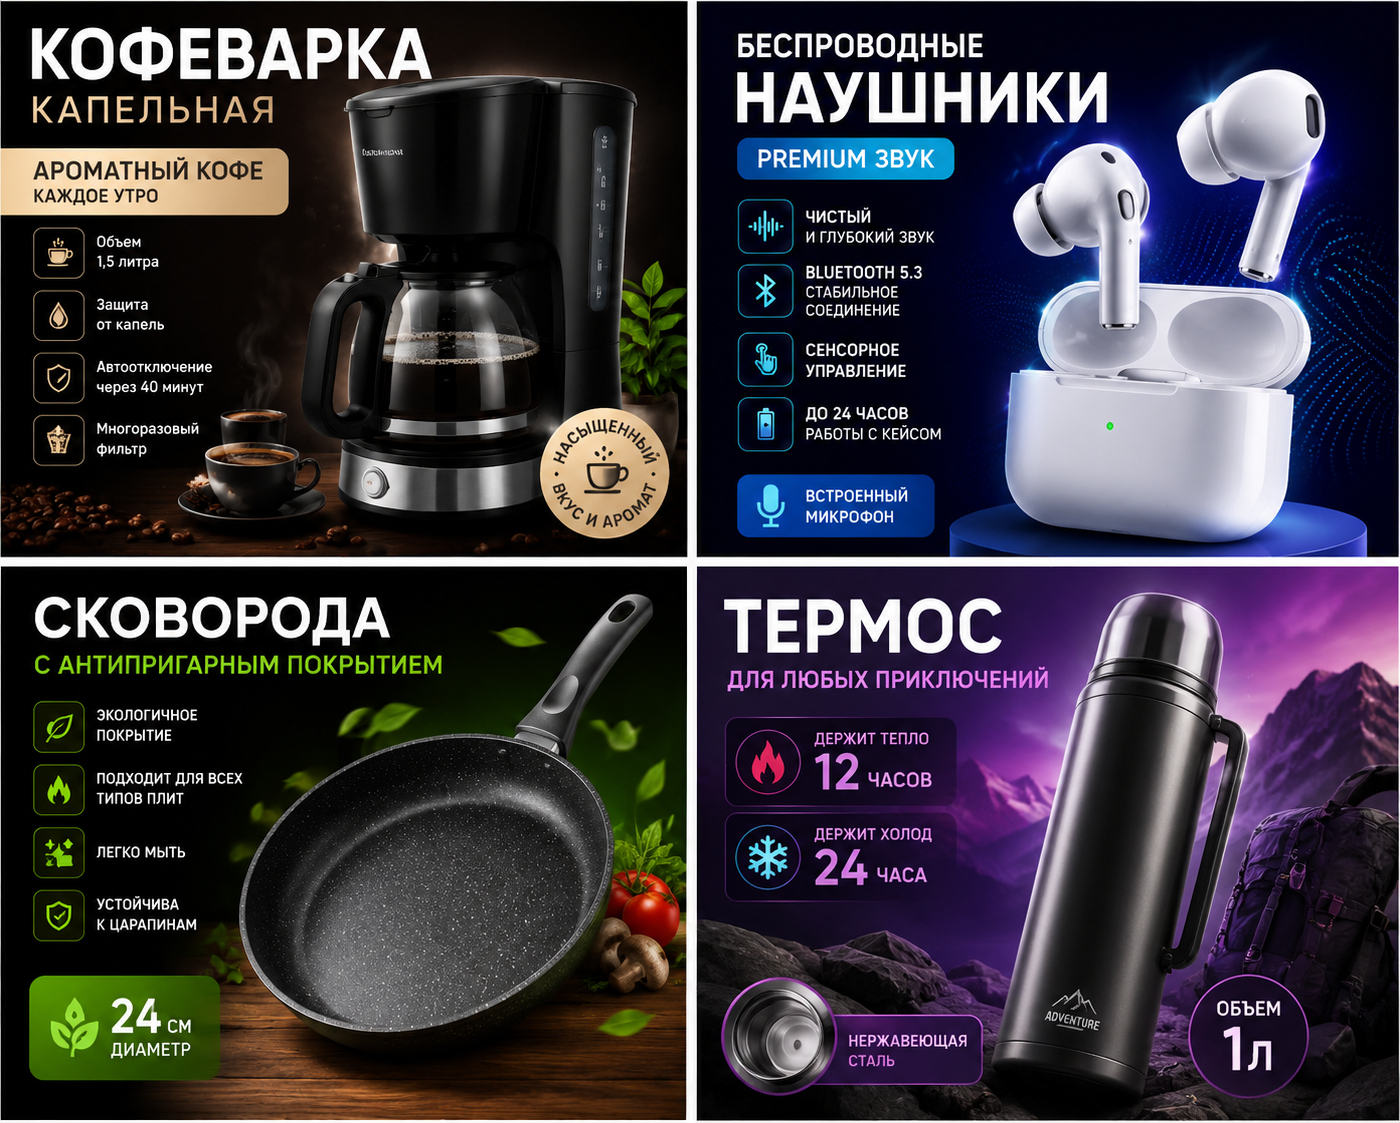 КОФЕВАРКА
КАПЕЛЬНАЯ
АРОМАТНЫЙ КОФЕ
КАЖДОЕ УТРО
Объем
1,5 литра
Защита
от капель
Автоотключение
через 40 минут
Многоразовый
фильтр
НАСЫЩЕННЫЙ
ВКУС И АРОМАТ
БЕСПРОВОДНЫЕ
НАУШНИКИ
PREMIUM ЗВУК
ЧИСТЫЙ
И ГЛУБОКИЙ ЗВУК
BLUETOOTH 5.3
СТАБИЛЬНОЕ
СОЕДИНЕНИЕ
СЕНСОРНОЕ
УПРАВЛЕНИЕ
ДО 24 ЧАСОВ
РАБОТЫ С КЕЙСОМ
ВСТРОЕННЫЙ
МИКРОФОН
СКОВОРОДА
С АНТИПРИГАРНЫМ ПОКРЫТИЕМ
ЭКОЛОГИЧНОЕ
ПОКРЫТИЕ
ПОДХОДИТ ДЛЯ ВСЕХ
ТИПОВ ПЛИТ
ЛЕГКО МЫТЬ
УСТОЙЧИВА
К ЦАРАПИНАМ
24 СМ
ДИАМЕТР
ТЕРМОС
ДЛЯ ЛЮБЫХ ПРИКЛЮЧЕНИЙ
ДЕРЖИТ ТЕПЛО
12 ЧАСОВ
ДЕРЖИТ ХОЛОД
24 ЧАСА
ADVENTURE
НЕРЖАВЕЮЩАЯ
СТАЛЬ
ОБЪЕМ
1л